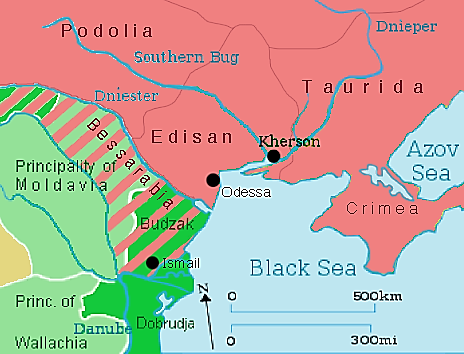 Podolia
Dnieper
Southern Bug
Taurida
Dniester
Bessarabia
Edisan
Kherson
Azov
Sea
Principality of
Moldavia
Odessa
Crimea
Budzak
Ismail
Black Sea
Princ. of
Wallachia
Danube
Dobrudja
N
0
500km
0
300mi